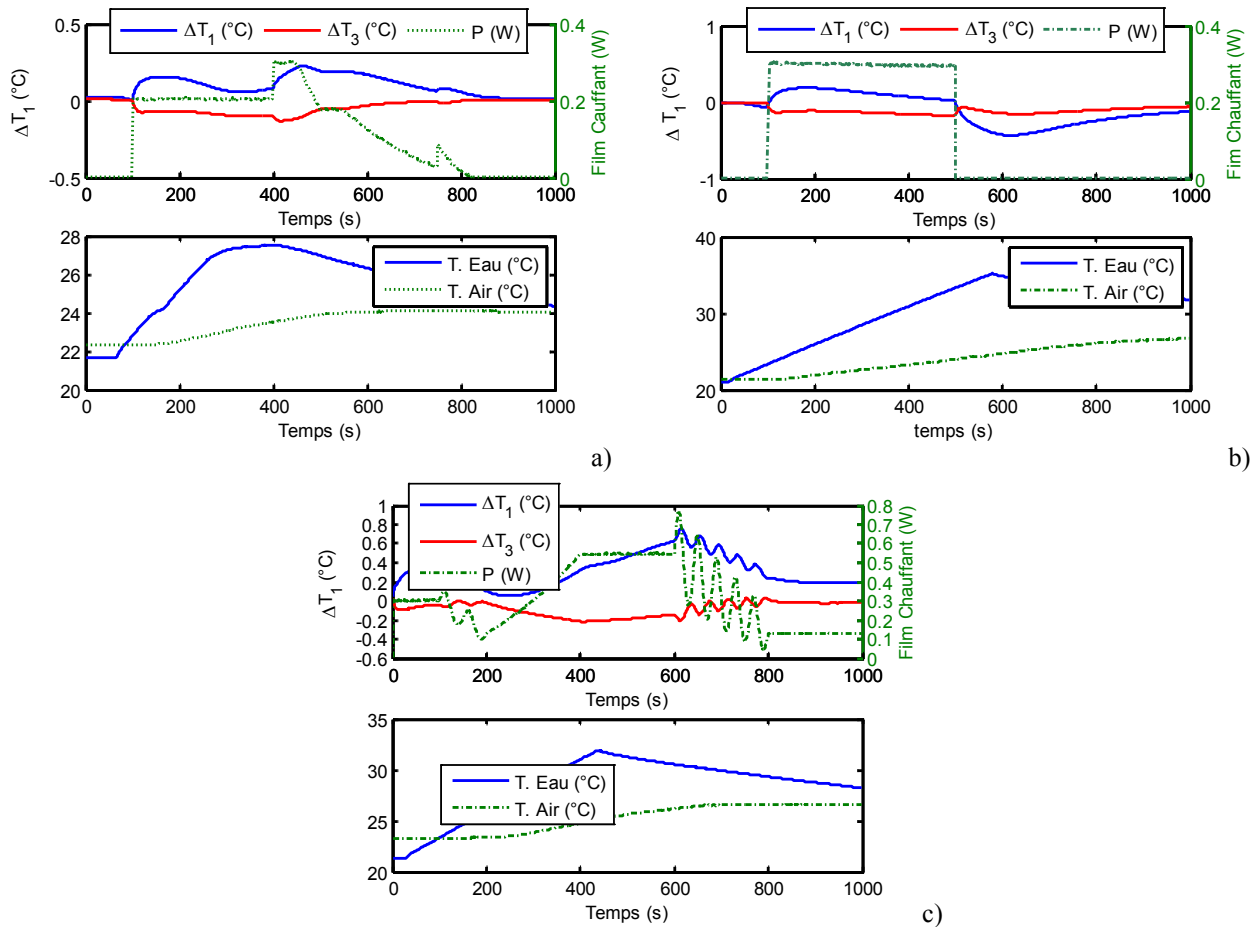 ΔT1 (°C) ΔT3 (°C) P (W)
0.5
0
-0.5
ΔT1 (°C)
0.4
0.2
0
Film Cauffant (W)
0 200 400 600 800 1000
Temps (s)
28
26
24
22
20
T. Eau (°C)
T. Air (°C)
0 200 400 600 800 1000
Temps (s)
a)
ΔT1 (°C) ΔT3 (°C) P (W)
1
0
-1
ΔT1 (°C)
0.4
0.2
0
Fim Chauffant (W)
0 200 400 600 800 1000
Temps (s)
40
30
20
T. Eau (°C)
T. Air (°C)
0 200 400 600 800 1000
temps (s)
b)
ΔT1 (°C)
ΔT3 (°C)
P (W)
1
0.8
0.6
0.4
0.2
0
-0.2
-0.4
-0.6
ΔT1 (°C)
0.8
0.7
0.6
0.5
0.4
0.3
0.2
0.1
0
Film Chauffant (W)
0 200 400 600 800 1000
Temps (s)
35
30
25
20
T. Eau (°C)
T. Air (°C)
0 200 400 600 800 1000
Temps (s)
c)